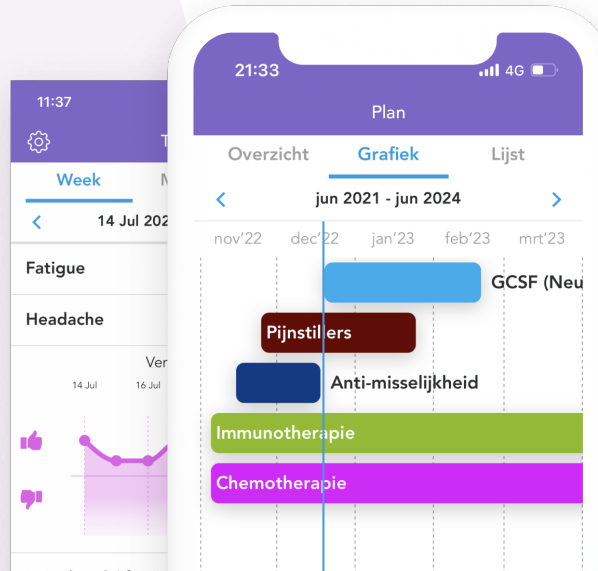 11:37
T
Week
M
14 Jul 202
Fatigue
Headache
Ver
14 Jul
16 Jul
21:33
4G
Plan
Overzicht
Grafiek
Lijst
jun 2021 - jun 2024
nov'22 dec'22 jan'23 feb'23 mrt'23
GCSF (Neu
Pijnstillers
Anti-misselijkheid
Immunotherapie
Chemotherapie